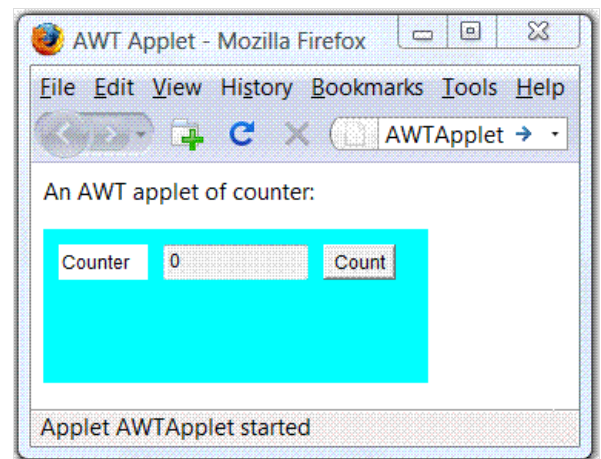 AWT Applet - Mozilla Firefox
File Edit View History Bookmarks Tools Help
AWTApplet
An AWT applet of counter:
Counter 0 Count
Applet AWTApplet started